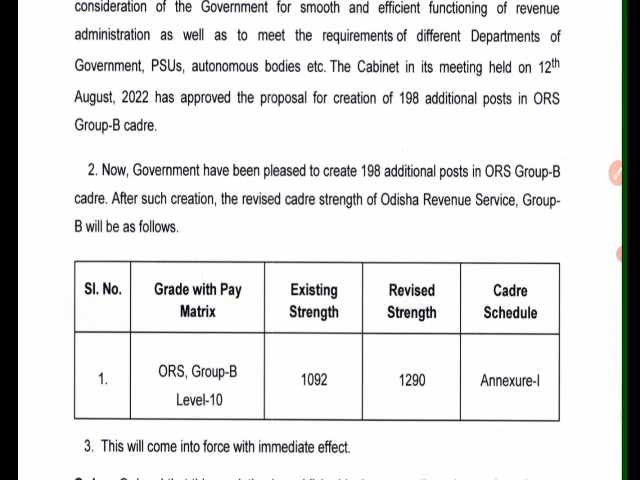 consideration of the Government for smooth and efficient functioning of revenue
administration as well as to meet the requirements of different Departments of
Government, PSUs, autonomous bodies etc. The Cabinet in its meeting held on 12th
August, 2022 has approved the proposal for creation of 198 additional posts in ORS
Group-B cadre.
2. Now, Government have been pleased to create 198 additional posts in ORS Group-B
cadre. After such creation, the revised cadre strength of Odisha Revenue Service, Group-
B will be as follows.
Sl. No. Grade with Pay Matrix Existing Strength Revised Strength Cadre Schedule
1. ORS, Group-B Level-10 1092 1290 Annexure-I
3. This will come into force with immediate effect.